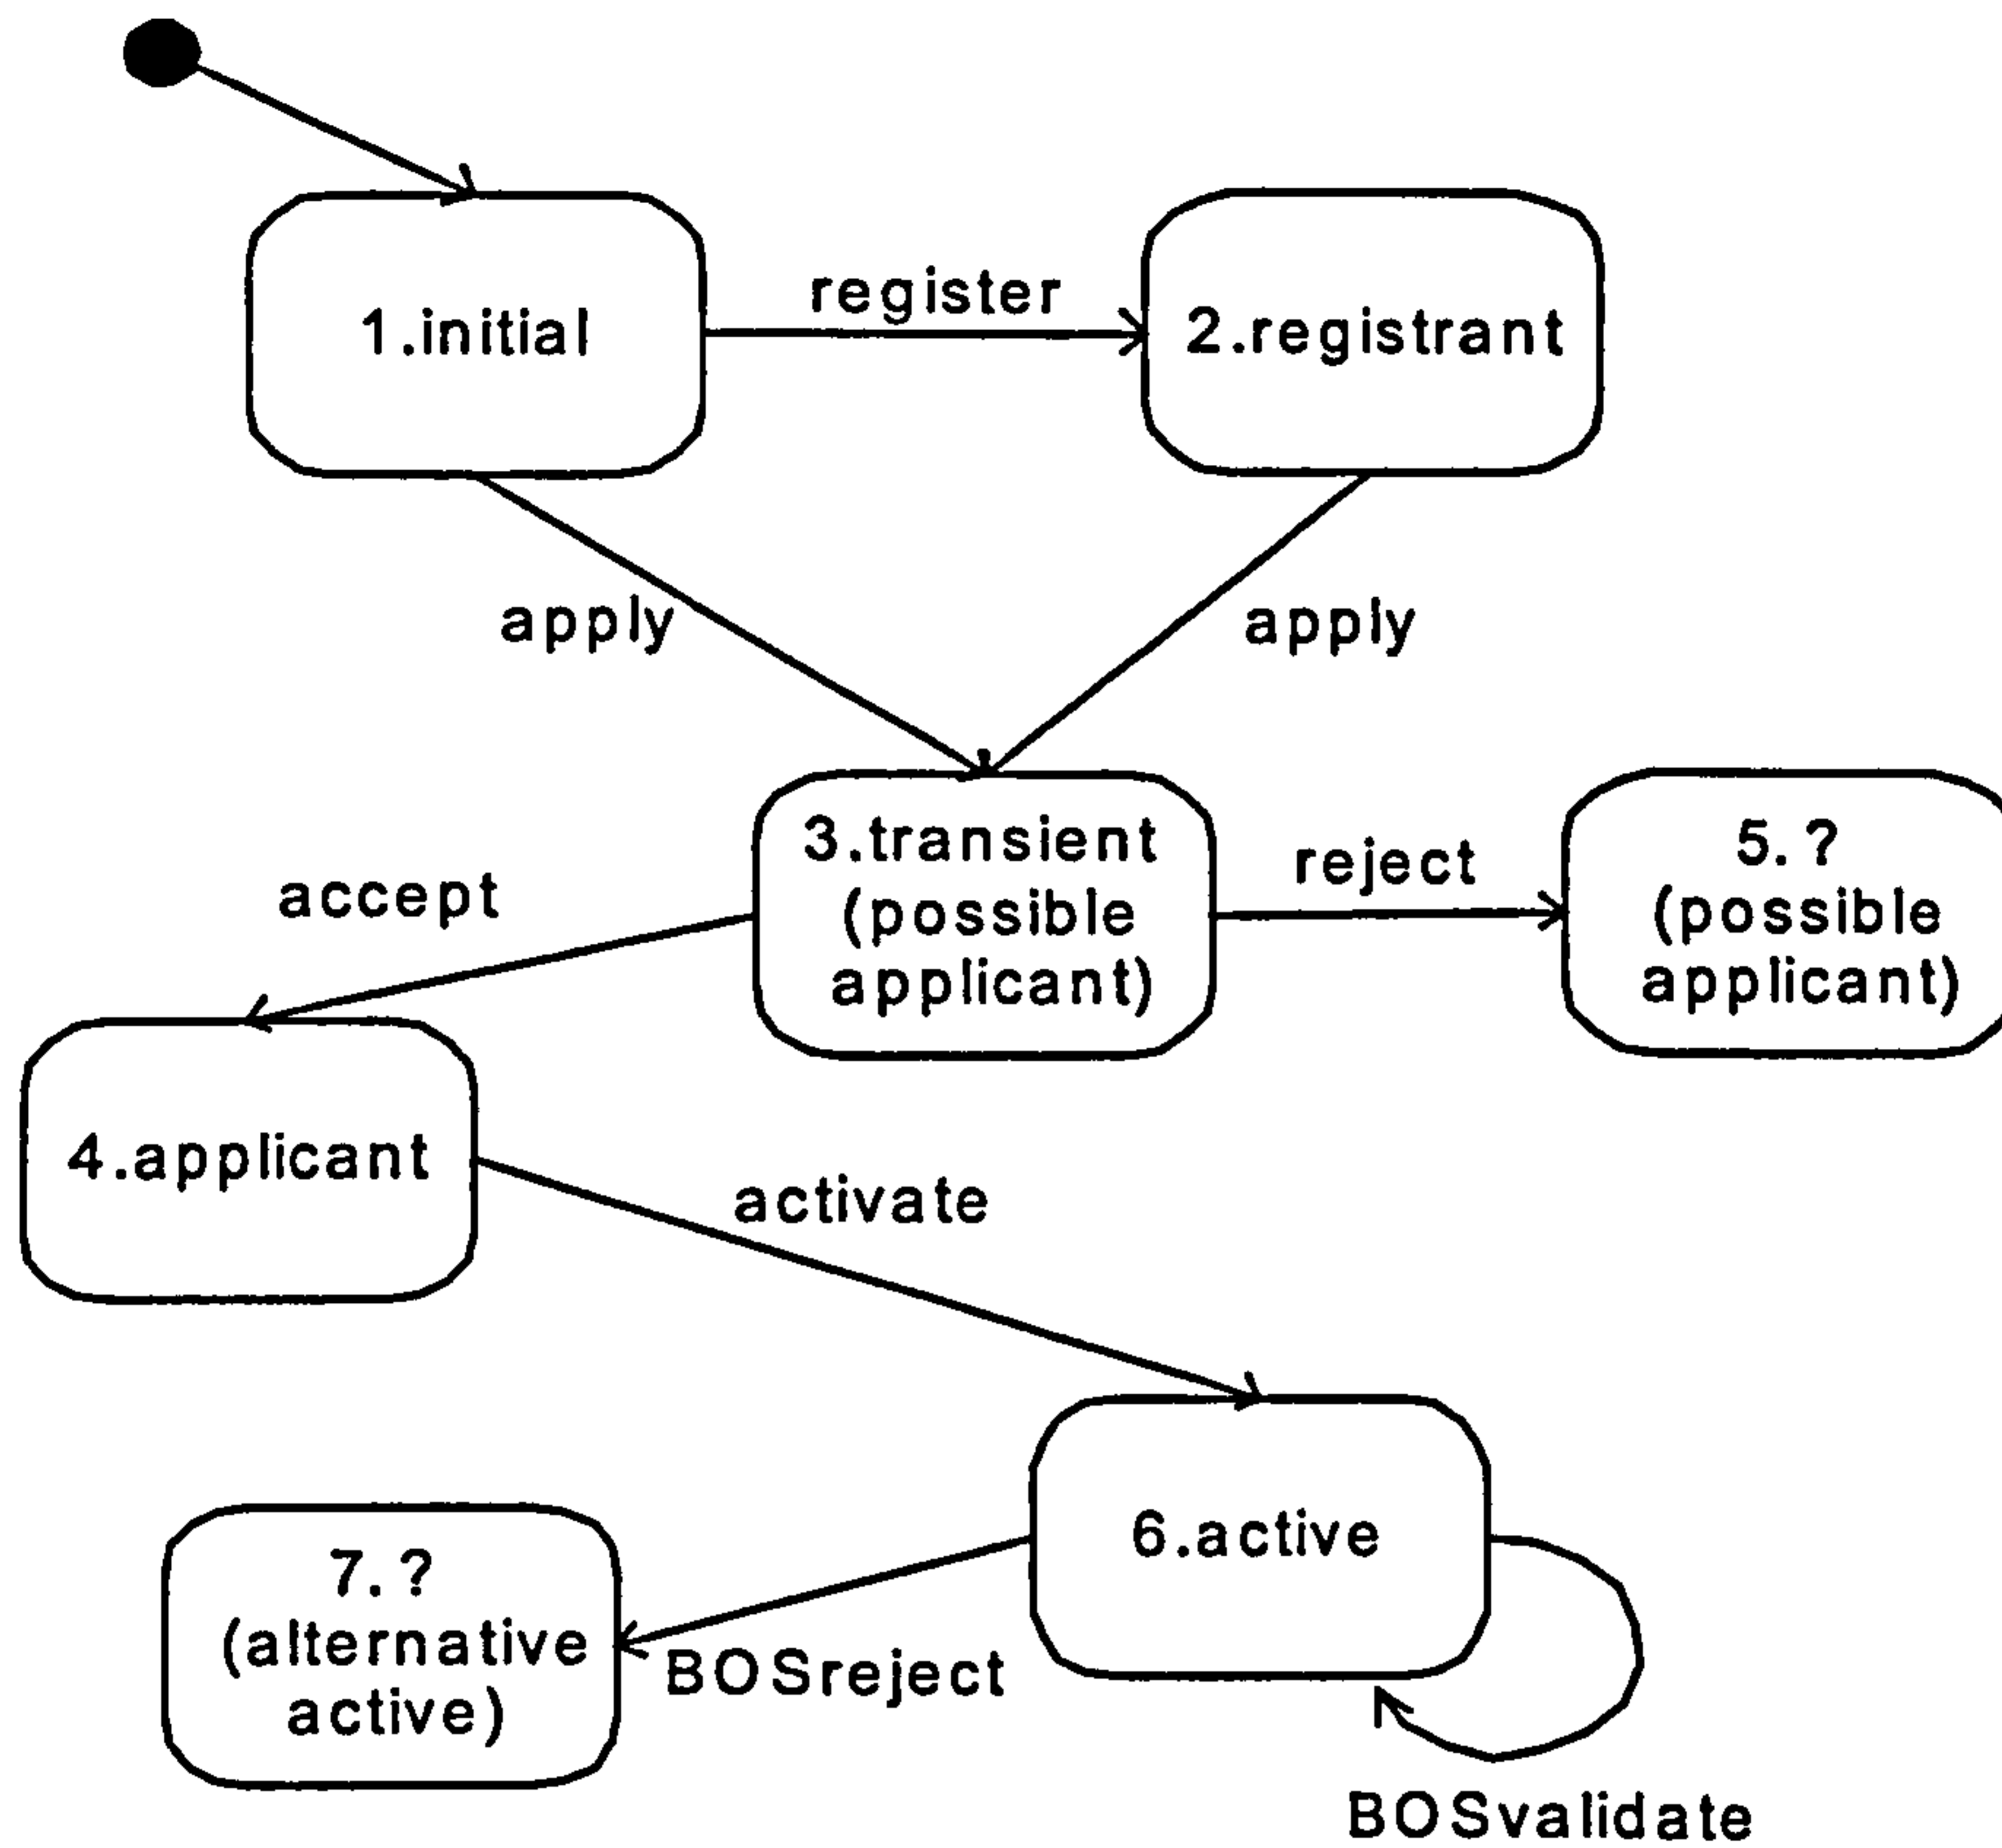 register
1.initial
2.registrant
apply
apply
3.transient
(possible
applicant)
reject
5. ?
(possible
applicant)
accept
4.applicant
activate
6.active
7. ?
(alternative
active)
BOSreject
BOSvalidate